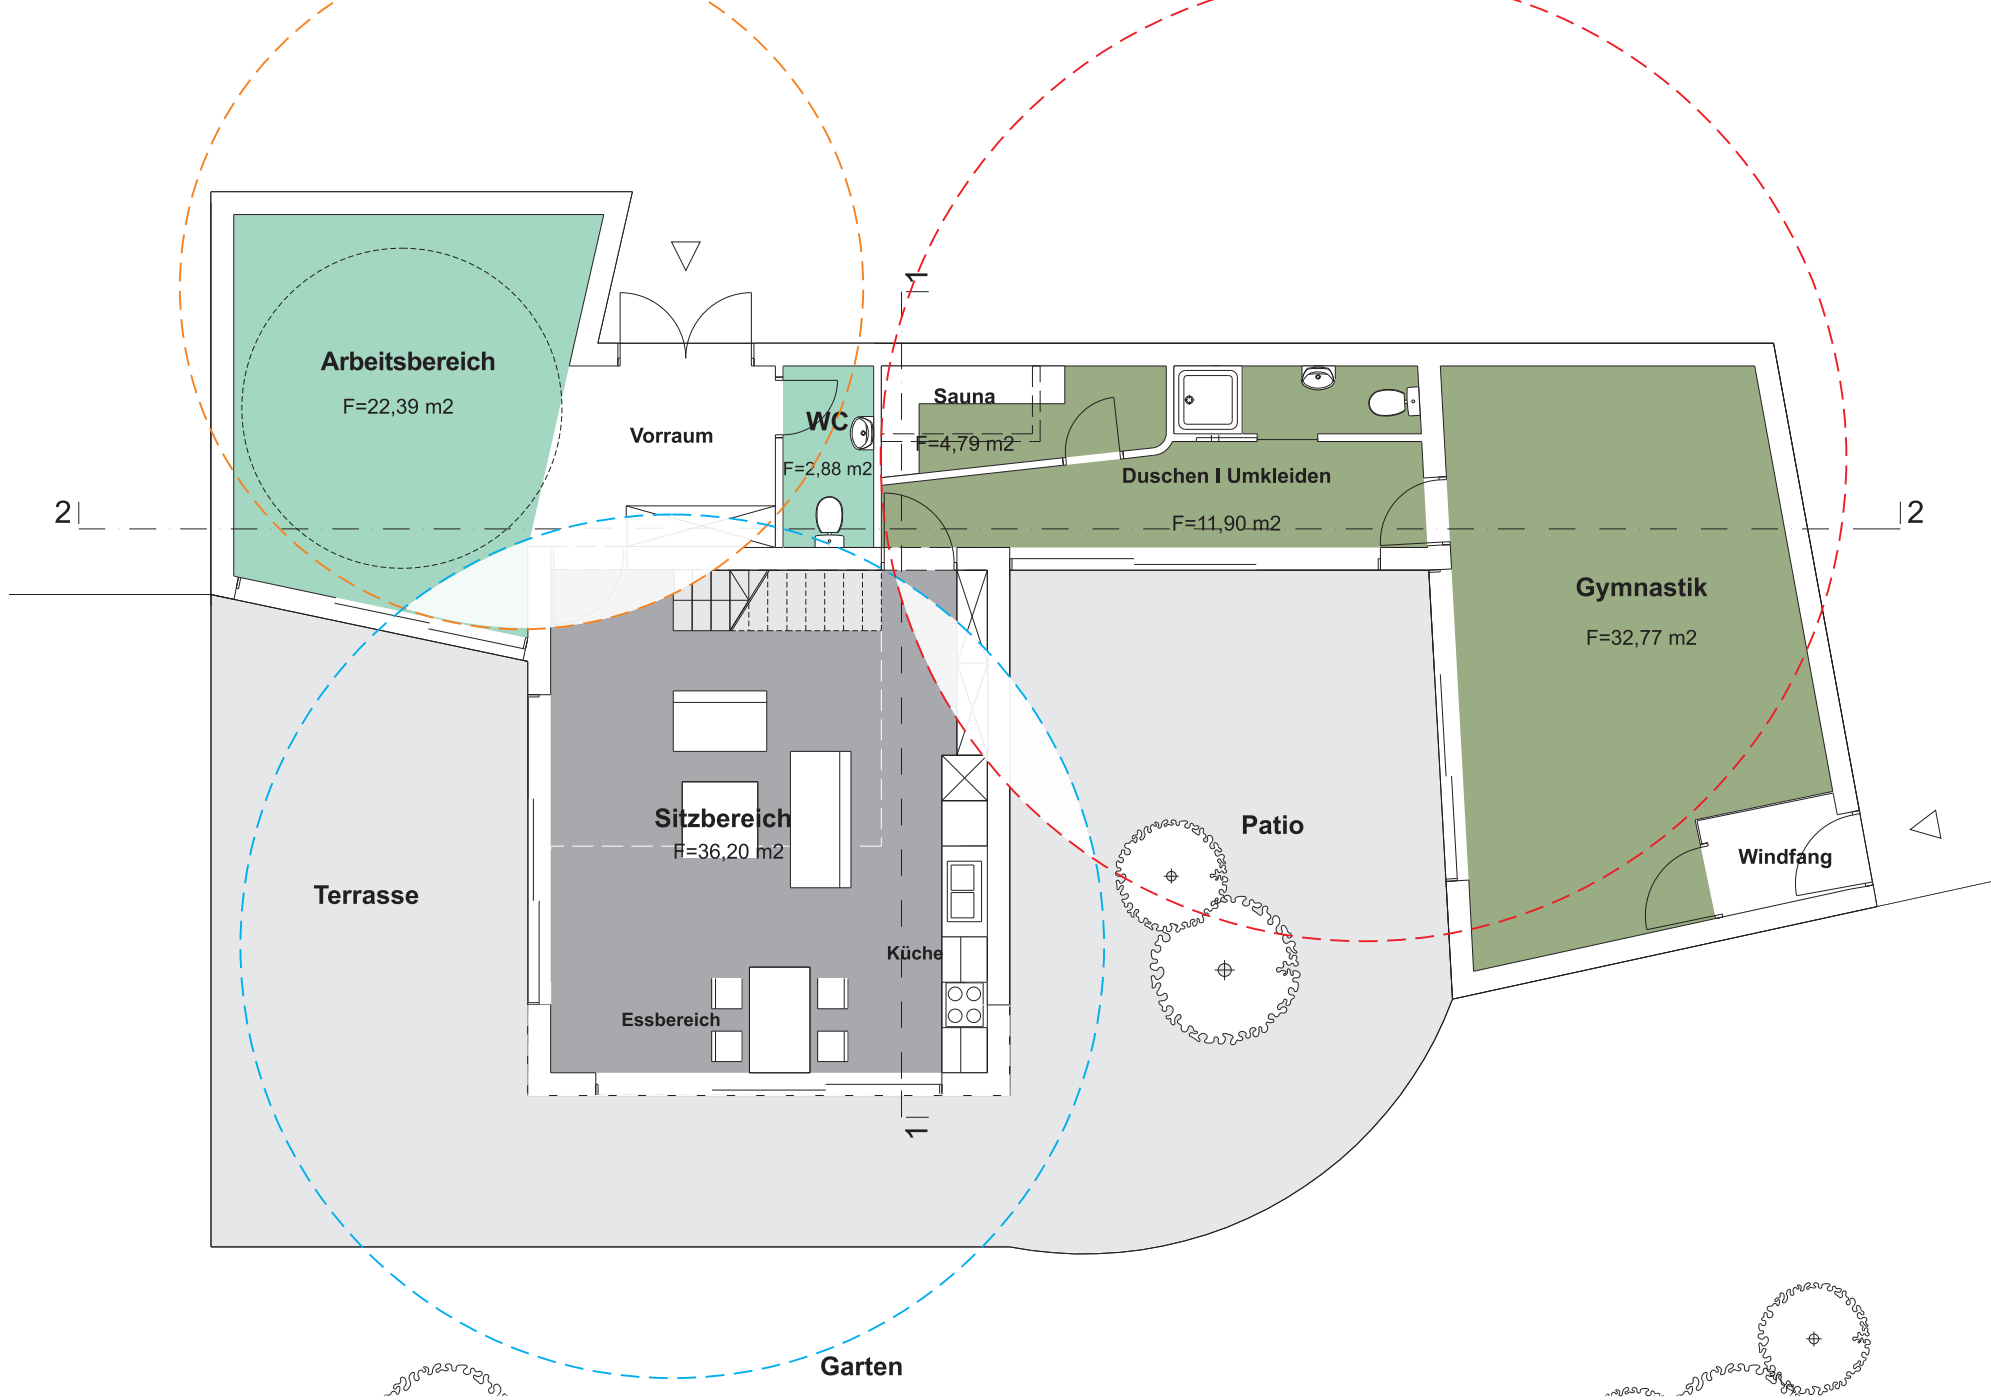 1
Arbeitsbereich
F=22,39 m2
Vorraum
WC
F=2,88 m2
Sauna
F=4,79 m2
Duschen I Umkleiden
F=11,90 m2
2
2
Gymnastik
F=32,77 m2
Sitzbereich
F=36,20 m2
Patio
Windfang
Terrasse
Küche
Essbereich
1
Garten